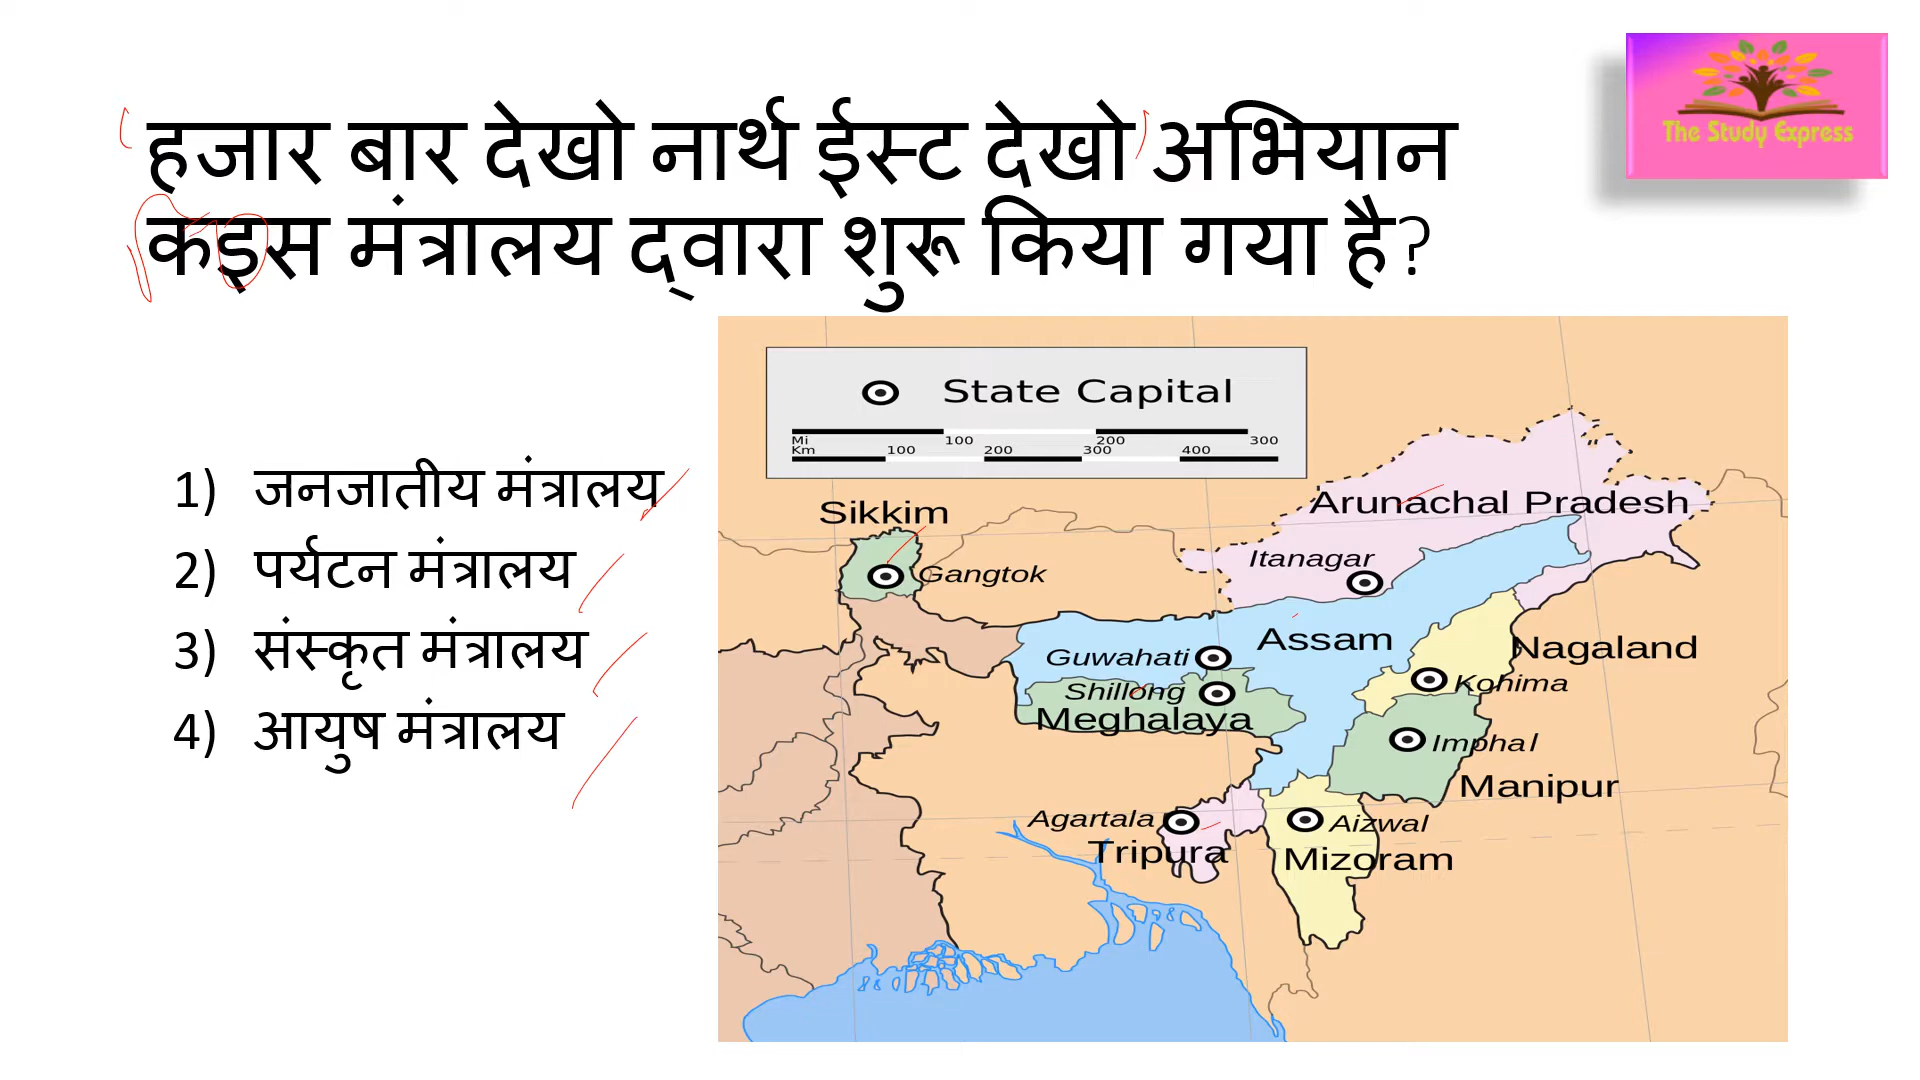 The Study Express
हजार बार देखो नार्थ ईस्ट देखो अभियान
कइस मंत्रालय द्वारा शुरू किया गया है?
1) जनजातीय मंत्रालय
2) पर्यटन मंत्रालय
3) संस्कृत मंत्रालय
4) आयुष मंत्रालय
State Capital
Mi 100 200 300
Km 100 200 300 400
Sikkim
Gangtok
Arunachal Pradesh
Itanagar
Assam
Guwahati
Shillong
Meghalaya
Nagaland
Kohima
Imphal
Manipur
Agartala
Tripura
Aizwal
Mizoram